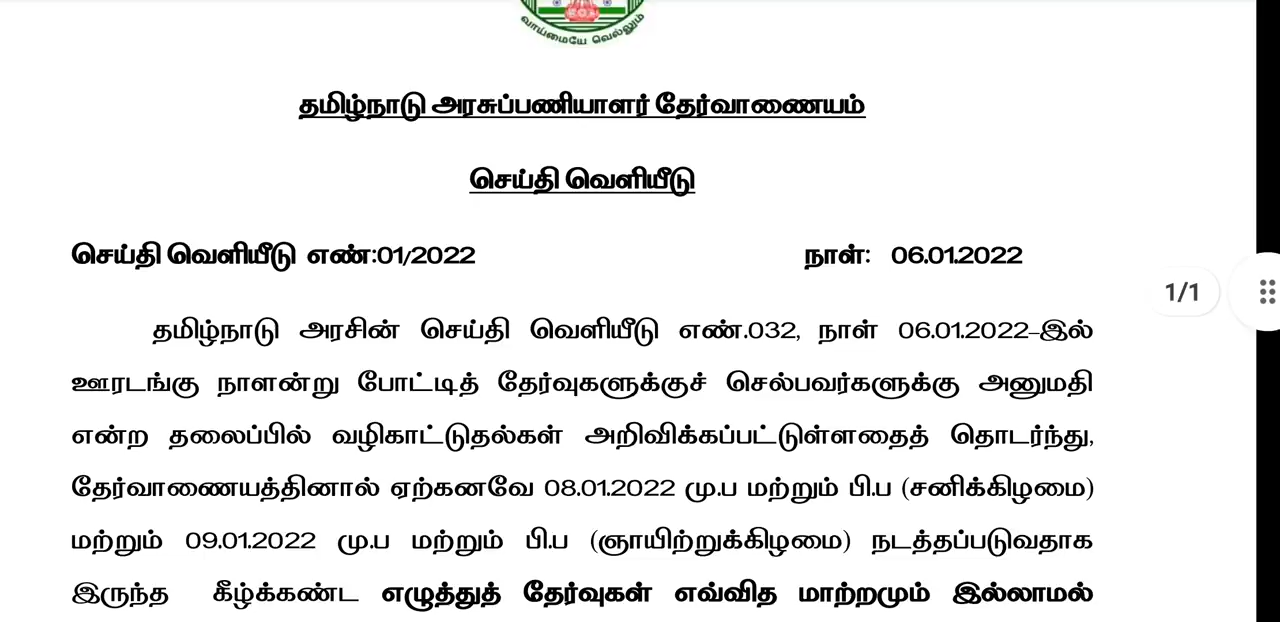 வாய்மையே வெல்லும்
தமிழ்நாடு அரசுப்பணியாளர் தேர்வாணையம்
செய்தி வெளியீடு
செய்தி வெளியீடு எண்:01/2022 நாள்: 06.01.2022
1/1
தமிழ்நாடு அரசின் செய்தி வெளியீடு எண்.032, நாள் 06.01.2022-இல்
ஊரடங்கு நாளன்று போட்டித் தேர்வுகளுக்குச் செல்பவர்களுக்கு அனுமதி
என்ற தலைப்பில் வழிகாட்டுதல்கள் அறிவிக்கப்பட்டுள்ளதைத் தொடர்ந்து,
தேர்வாணையத்தினால் ஏற்கனவே 08.01.2022 மு.ப மற்றும் பி.ப (சனிக்கிழமை)
மற்றும் 09.01.2022 மு.ப மற்றும் பி.ப (ஞாயிற்றுக்கிழமை) நடத்தப்படுவதாக
இருந்த கீழ்க்கண்ட எழுத்துத் தேர்வுகள் எவ்வித மாற்றமும் இல்லாமல்